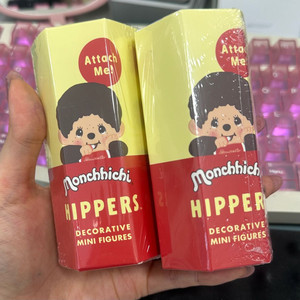 Attach
Me!
Monchhichi
HIPPERS
DECORATIVE
MINI FIGURES
Attach
Me!
Monchhichi
HIPPERS
DECORATIVE
MINI FIGURES